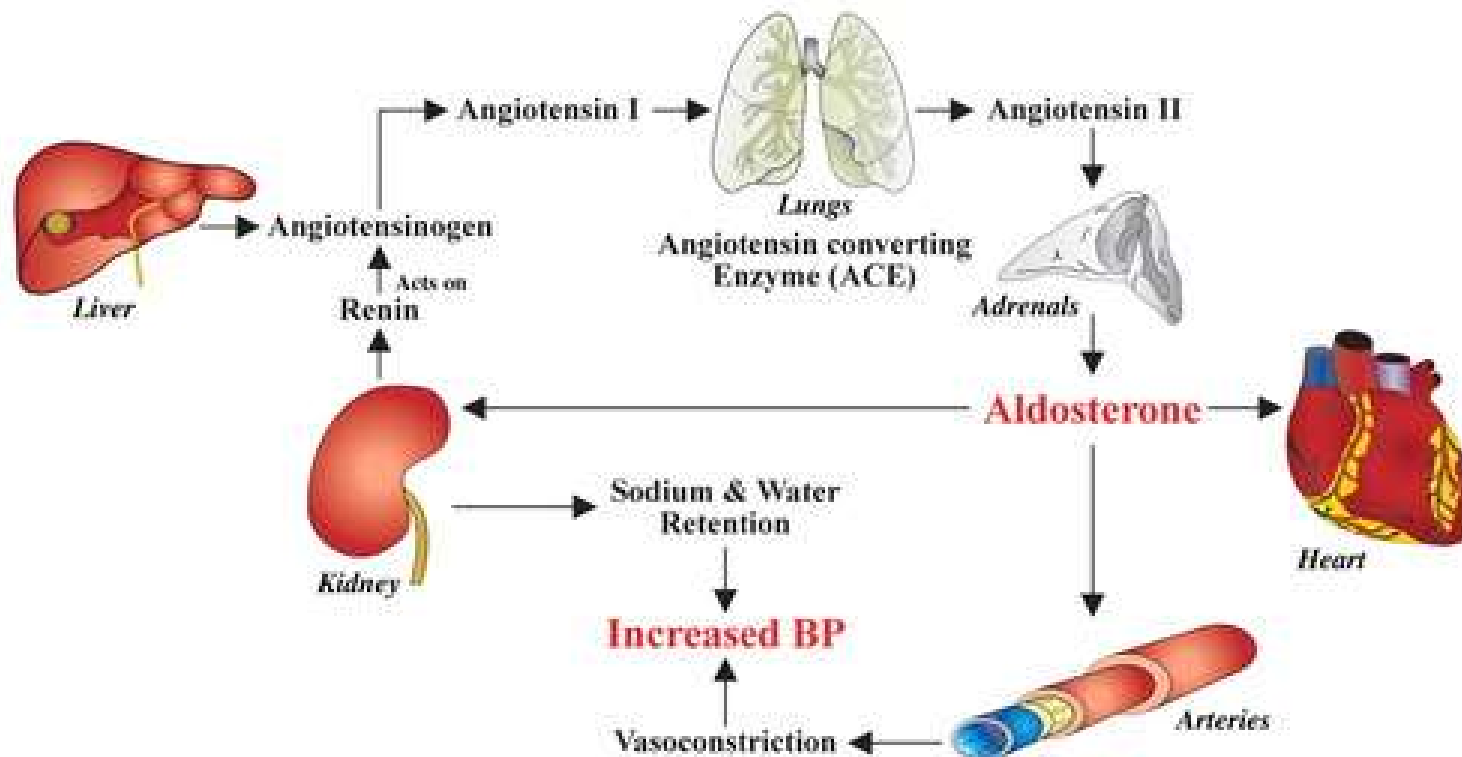 Angiotensin I
Angiotensin II
Lungs
Angiotensin converting
Enzyme (ACE)
Angiotensinogen
Acts on
Renin
Liver
Adrenals
Aldosterone
Sodium & Water
Retention
Kidney
Heart
Increased BP
Arteries
Vasoconstriction